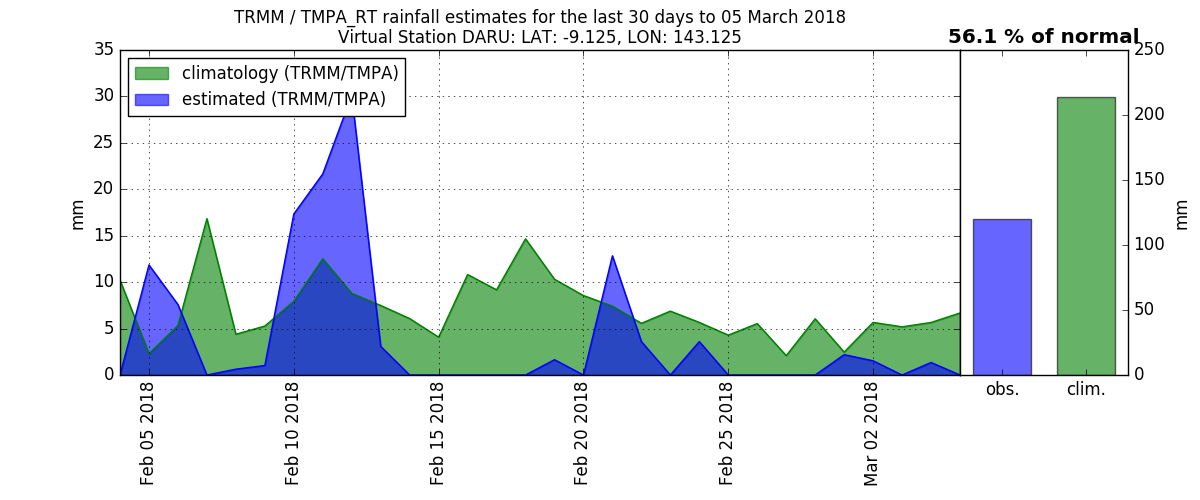 TRMM / TMPA_RT rainfall estimates for the last 30 days to 05 March 2018
Virtual Station DARU: LAT: -9.125, LON: 143.125
56.1 % of normal
climatology (TRMM/TMPA)
estimated (TRMM/TMPA)
35
30
25
20
15
10
5
0
mm
250
200
150
100
50
0
mm
obs.
clim.
Feb 05 2018
Feb 10 2018
Feb 15 2018
Feb 20 2018
Feb 25 2018
Mar 02 2018